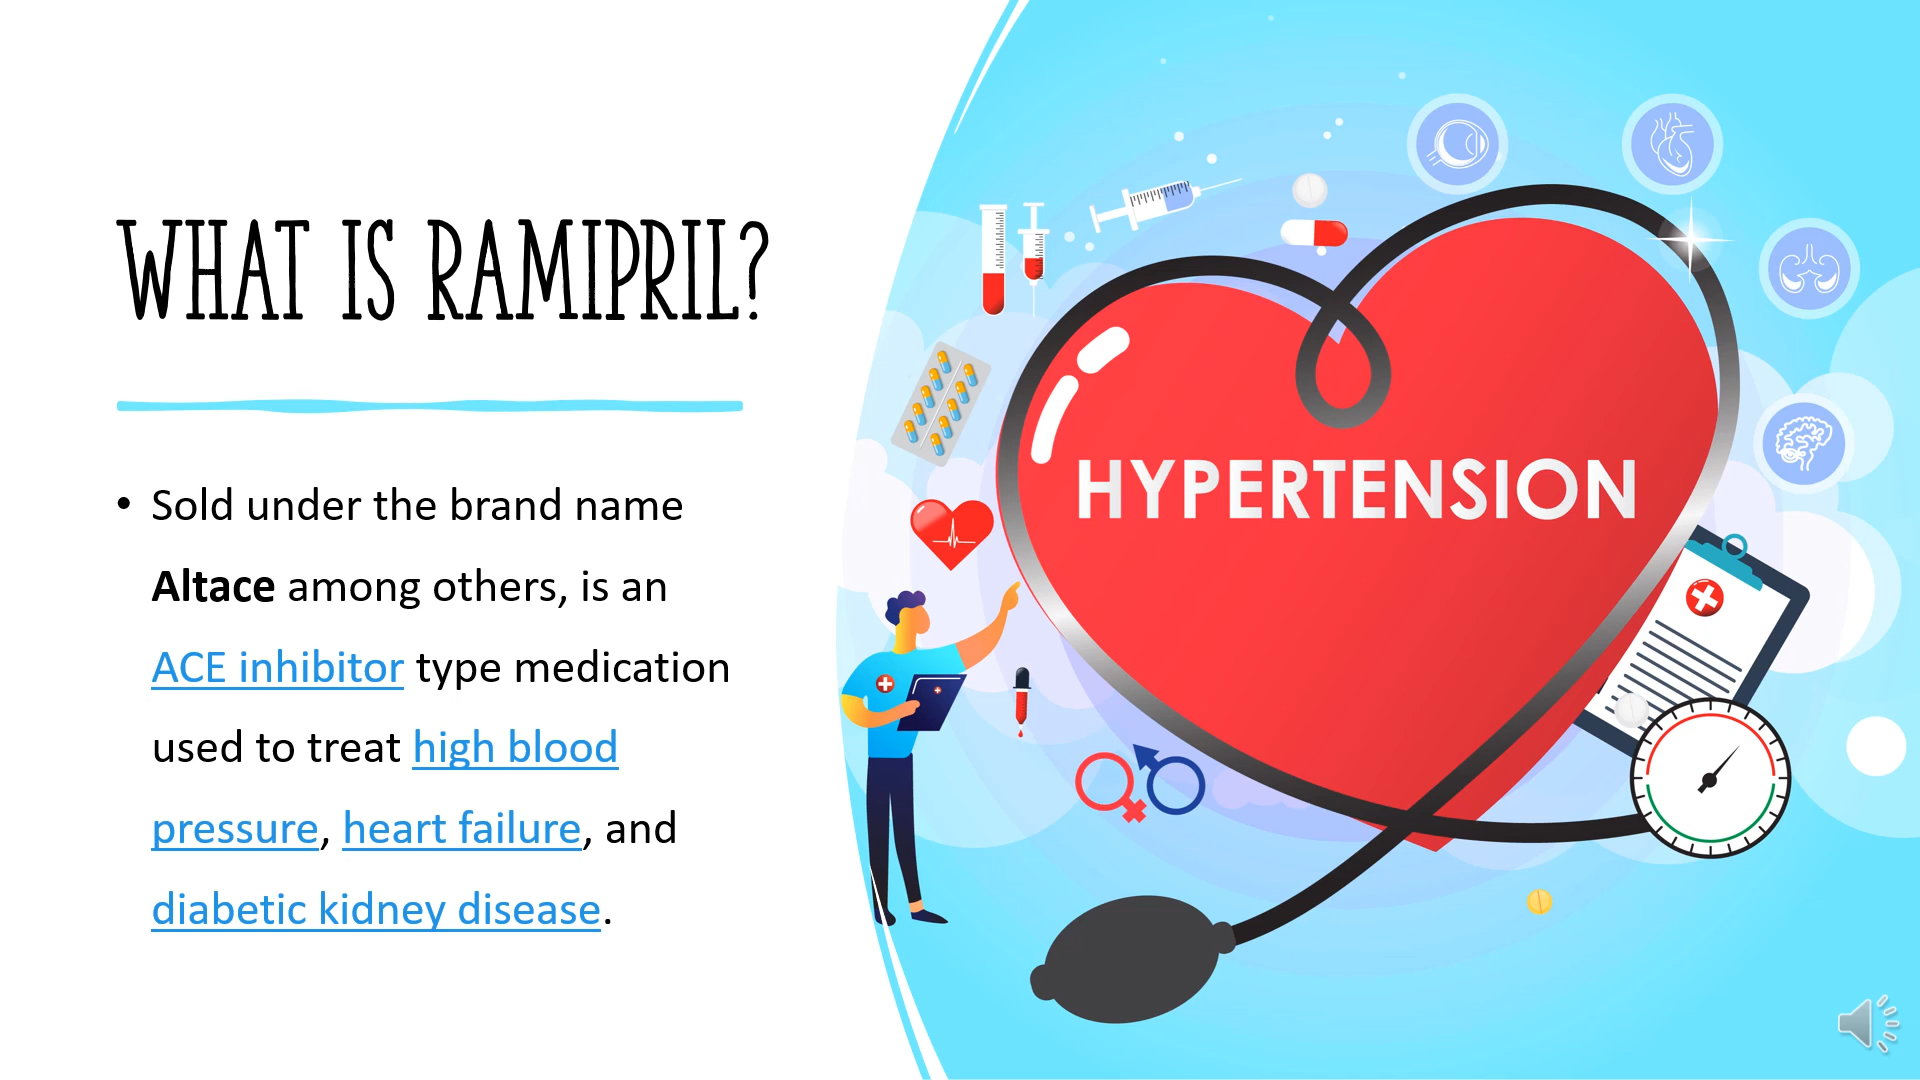 WHAT IS RAMIPRIL?
• Sold under the brand name
Altace among others, is an
ACE inhibitor type medication
used to treat high blood
pressure, heart failure, and
diabetic kidney disease.
HYPERTENSION